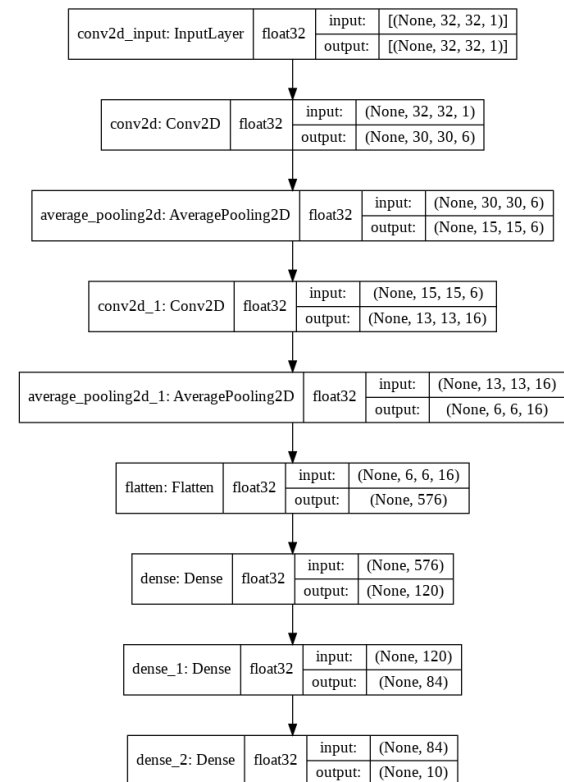 conv2d_input: InputLayer float32 input: [(None, 32, 32, 1)]
output: [(None, 32, 32, 1)]
conv2d: Conv2D float32 input: (None, 32, 32, 1)
output: (None, 30, 30, 6)
average_pooling2d: AveragePooling2D float32 input: (None, 30, 30, 6)
output: (None, 15, 15, 6)
conv2d_1: Conv2D float32 input: (None, 15, 15, 6)
output: (None, 13, 13, 16)
average_pooling2d_1: AveragePooling2D float32 input: (None, 13, 13, 16)
output: (None, 6, 6, 16)
flatten: Flatten float32 input: (None, 6, 6, 16)
output: (None, 576)
dense: Dense float32 input: (None, 576)
output: (None, 120)
dense_1: Dense float32 input: (None, 120)
output: (None, 84)
dense_2: Dense float32 input: (None, 84)
output: (None, 10)